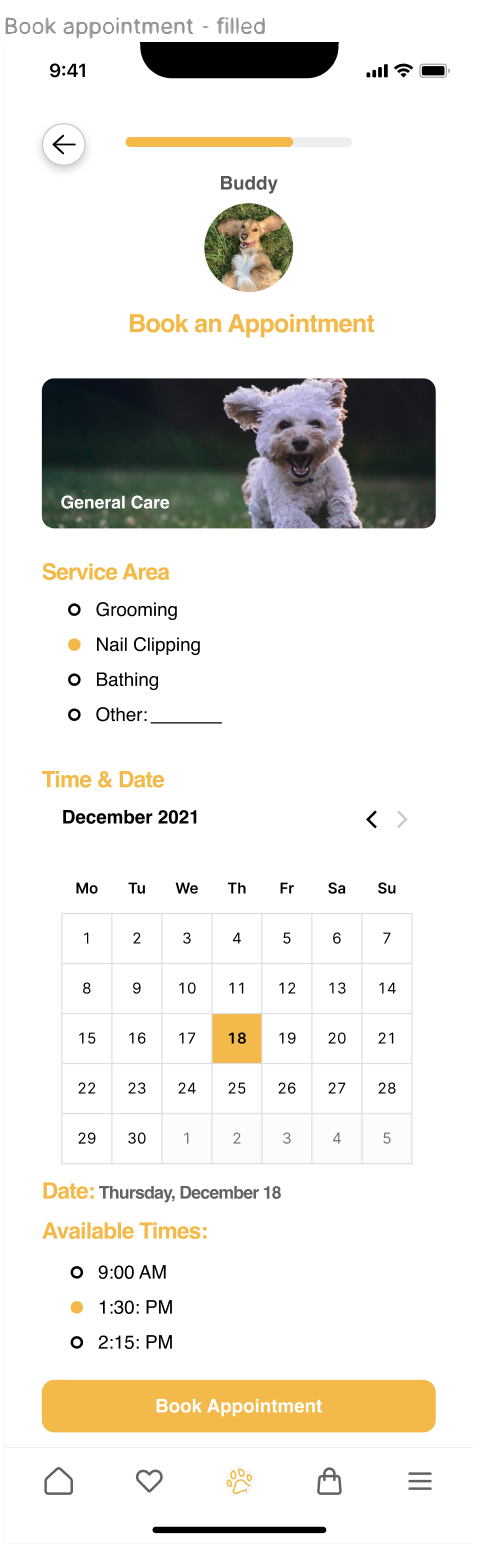 Book appointment - filled
9:41
Buddy
Book an Appointment
General Care
Service Area
Grooming
Nail Clipping
Bathing
Other: _______
Time & Date
December 2021
Mo Tu We Th Fr Sa Su
1 2 3 4 5 6 7
8 9 10 11 12 13 14
15 16 17 18 19 20 21
22 23 24 25 26 27 28
29 30 1 2 3 4 5
Date: Thursday, December 18
Available Times:
9:00 AM
1:30: PM
2:15: PM
Book Appointment